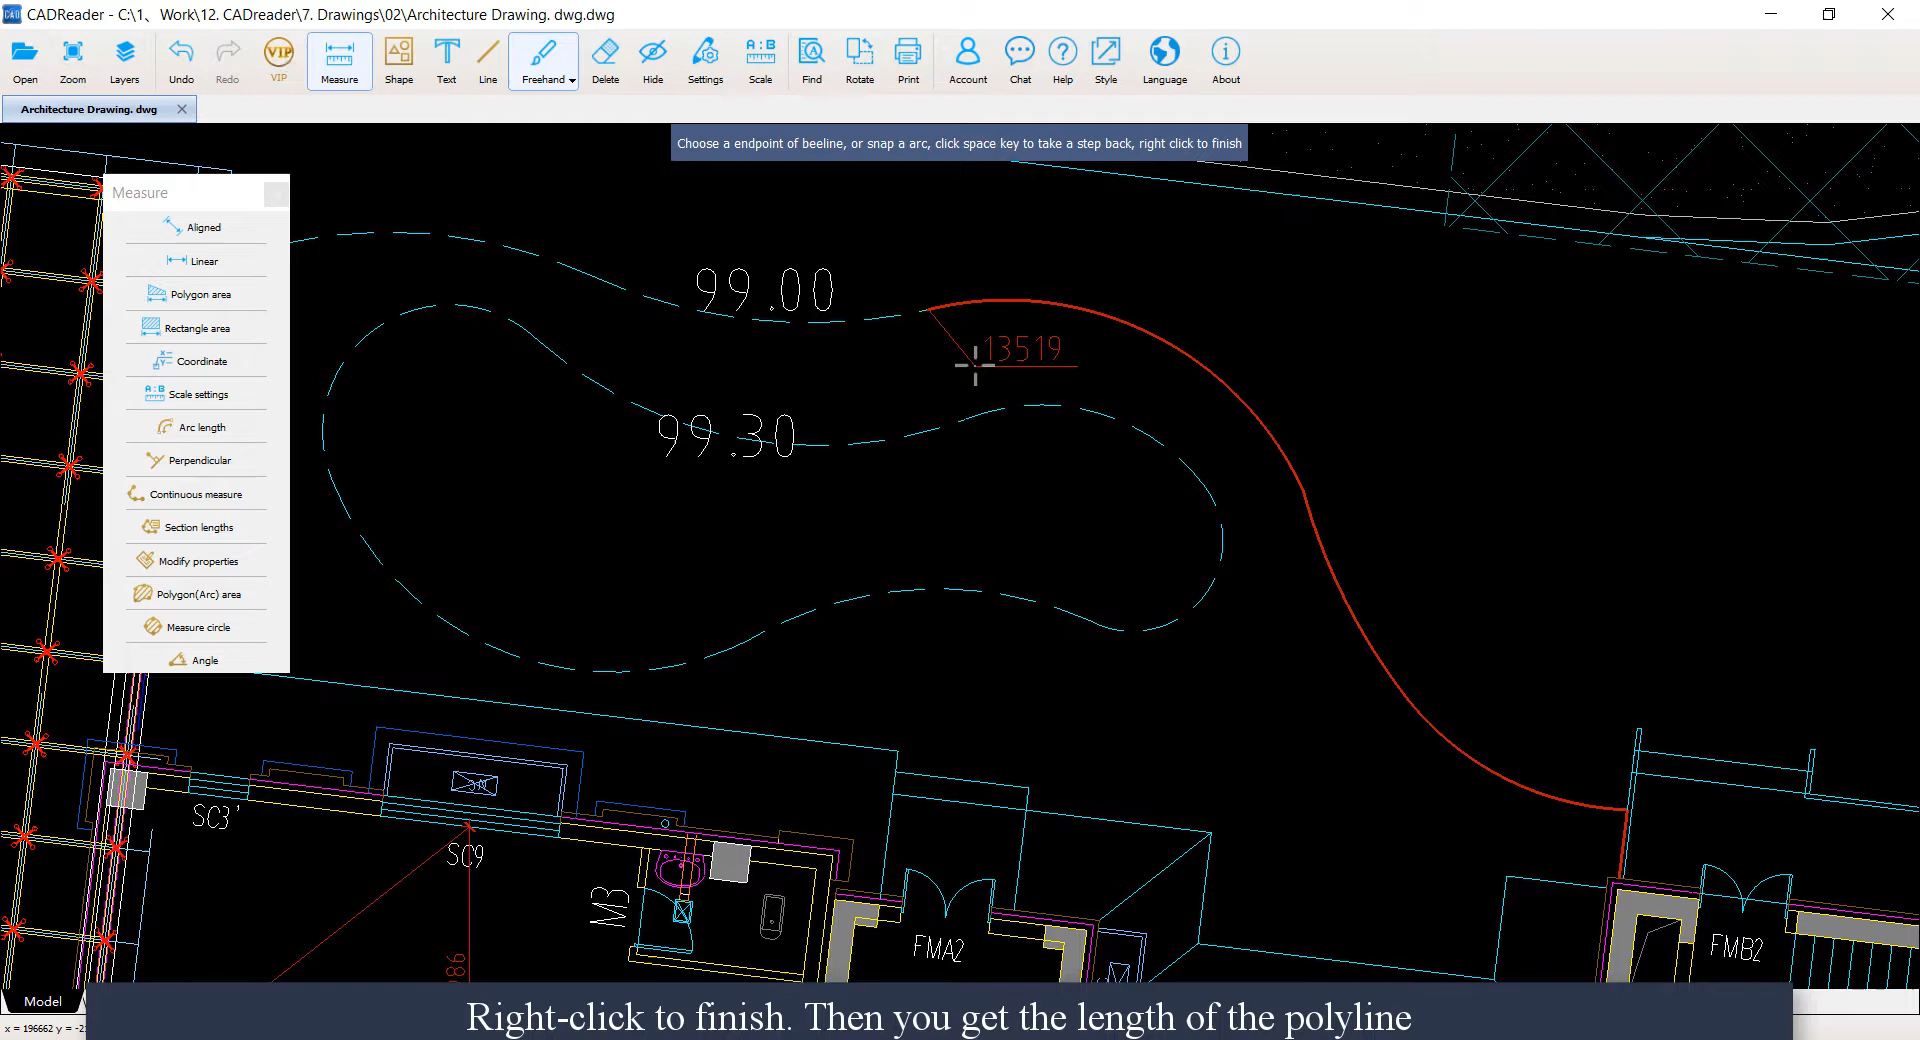 CADReader - C:\1、Work\12. CADreader\7. Drawings\02\Architecture Drawing. dwg.dwg
Open Zoom Layers Undo Redo VIP VIP Measure Shape Text Line Freehand Delete Hide Settings A:B Scale Find Rotate Print Account Chat Help Style Language About
Architecture Drawing. dwg
Choose a endpoint of beeline, or snap a arc, click space key to take a step back, right click to finish
Measure
Aligned
Linear
Polygon area
Rectangle area
Coordinate
A:B Scale settings
Arc length
Perpendicular
Continuous measure
Section lengths
Modify properties
Polygon(Arc) area
Measure circle
Angle
99.00
13519
99.30
SC3'
SC9
M3
FMA2
FMB2
Model
x = 196662 y = -2
Right-click to finish. Then you get the length of the polyline